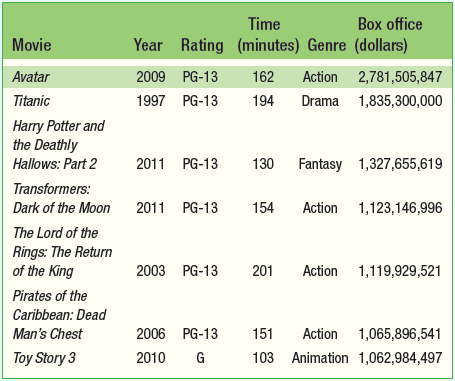 Time Box office
Movie Year Rating (minutes) Genre (dollars)
Avatar 2009 PG-13 162 Action 2,781,505,847
Titanic 1997 PG-13 194 Drama 1,835,300,000
Harry Potter and
the Deathly
Hallows: Part 2 2011 PG-13 130 Fantasy 1,327,655,619
Transformers:
Dark of the Moon 2011 PG-13 154 Action 1,123,146,996
The Lord of the
Rings: The Return
of the King 2003 PG-13 201 Action 1,119,929,521
Pirates of the
Caribbean: Dead
Man's Chest 2006 PG-13 151 Action 1,065,896,541
Toy Story 3 2010 G 103 Animation 1,062,984,497